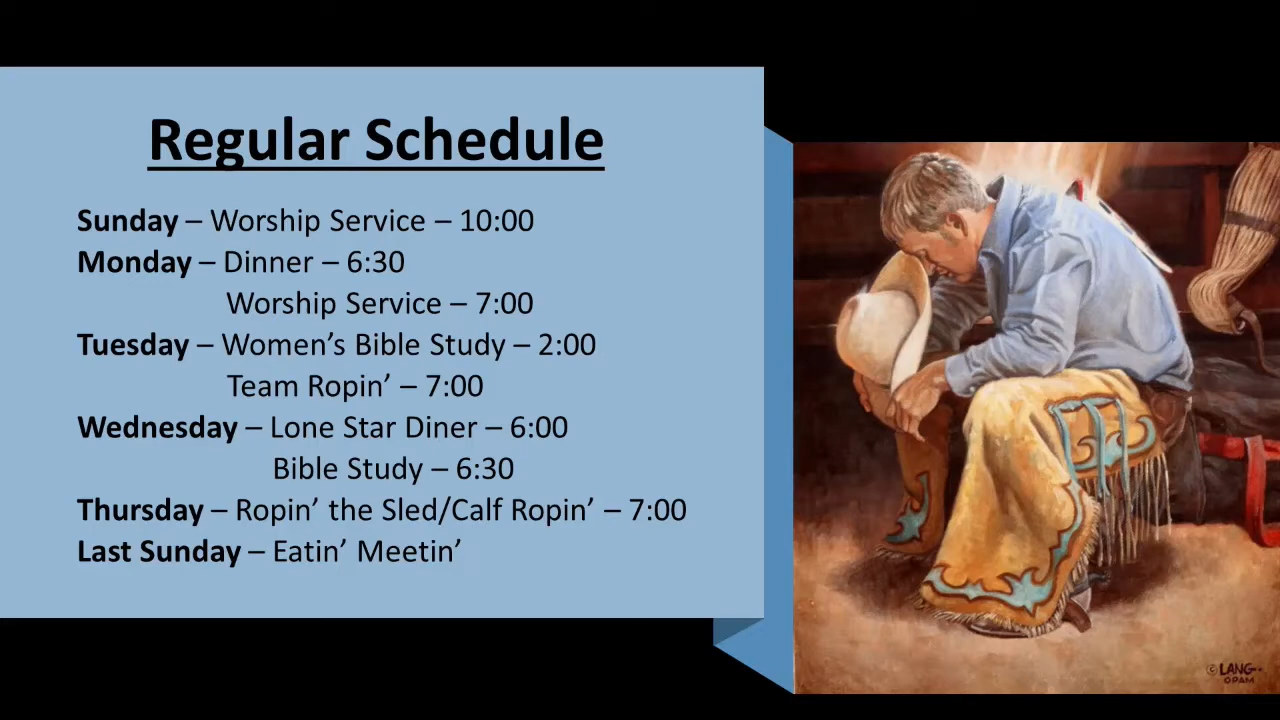 Regular Schedule
Sunday – Worship Service – 10:00
Monday – Dinner – 6:30
Worship Service – 7:00
Tuesday – Women’s Bible Study – 2:00
Team Ropin’ – 7:00
Wednesday – Lone Star Diner – 6:00
Bible Study – 6:30
Thursday – Ropin’ the Sled/Calf Ropin’ – 7:00
Last Sunday – Eatin’ Meetin’
© LANG
OPAM